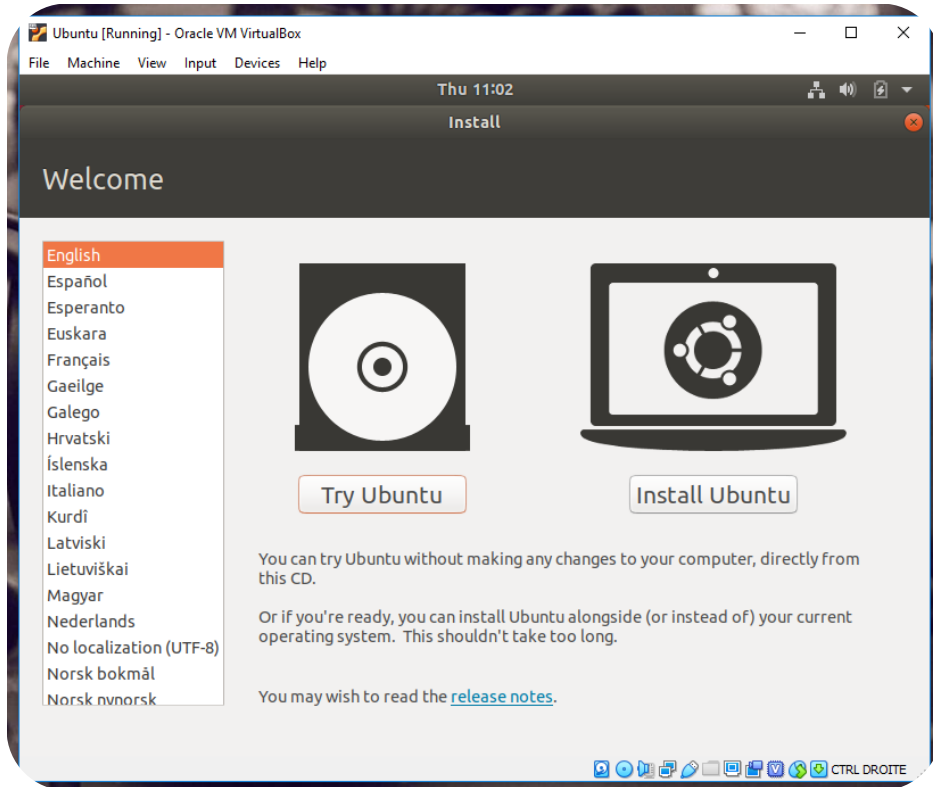 Ubuntu [Running] - Oracle VM VirtualBox
File Machine View Input Devices Help
Thu 11:02
Install
Welcome
English
Español
Esperanto
Euskara
Français
Gaeilge
Galego
Hrvatski
Íslenska
Italiano
Kurdî
Latviski
Lietuviškai
Magyar
Nederlands
No localization (UTF-8)
Norsk bokmål
Norsk nynorsk
Try Ubuntu
Install Ubuntu
You can try Ubuntu without making any changes to your computer, directly from
this CD.
Or if you're ready, you can install Ubuntu alongside (or instead of) your current
operating system. This shouldn't take too long.
You may wish to read the release notes.
CTRL DROITE